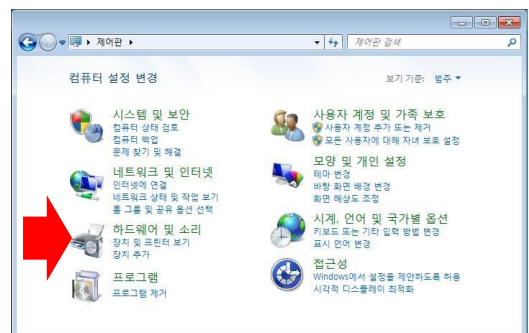 제어판
제어판 검색
컴퓨터 설정 변경
보기 기준: 범주
시스템 및 보안
컴퓨터 상태 검토
컴퓨터 백업
문제 찾기 및 해결
네트워크 및 인터넷
인터넷에 연결
네트워크 상태 및 작업 보기
홈 그룹 및 공유 옵션 선택
하드웨어 및 소리
장치 및 프린터 보기
장치 추가
프로그램
프로그램 제거
사용자 계정 및 가족 보호
사용자 계정 추가 또는 제거
모든 사용자에 대해 자녀 보호 설정
모양 및 개인 설정
테마 변경
바탕 화면 배경 변경
화면 해상도 조정
시계, 언어 및 국가별 옵션
키보드 또는 기타 입력 방법 변경
표시 언어 변경
접근성
Windows에서 설정을 제안하도록 허용
시각적 디스플레이 최적화